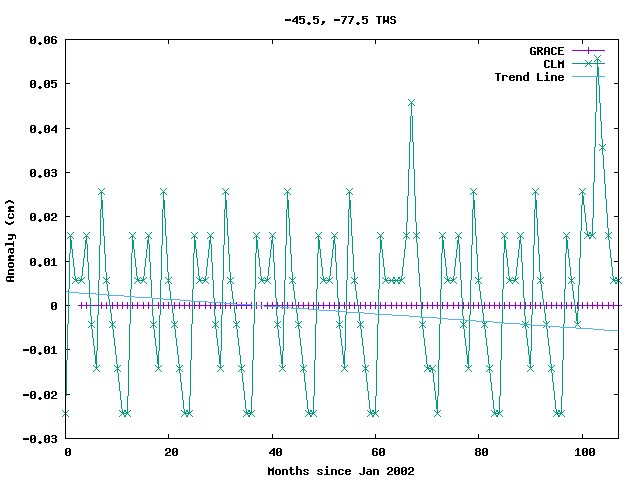 -45.5, -77.5 TWS
GRACE
CLM
Trend Line
0.06
0.05
0.04
0.03
0.02
0.01
0
-0.01
-0.02
-0.03
Anomaly (cm)
0 20 40 60 80 100
Months since Jan 2002